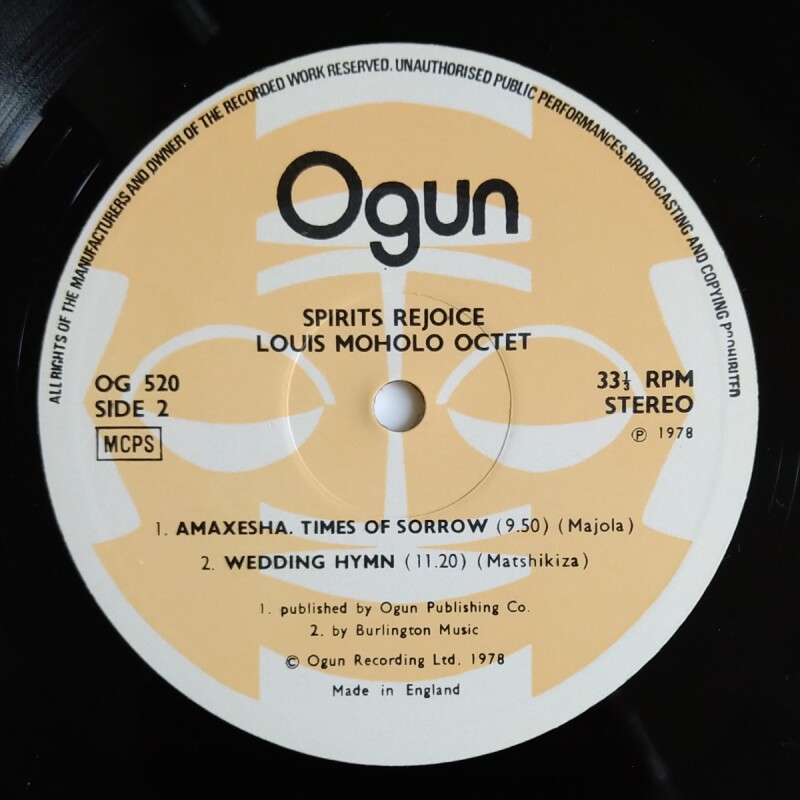 ALL RIGHTS OF THE MANUFACTURERS AND OWNER OF THE RECORDED WORK RESERVED. UNAUTHORISED PUBLIC PERFORMANCES, BROADCASTING AND COPYING PROHIBITED
Ogun
SPIRITS REJOICE
LOUIS MOHOLO OCTET
OG 520
SIDE 2
MCPS
33⅓ RPM
STEREO
℗ 1978
1. AMAXESHA. TIMES OF SORROW (9.50) (Majola)
2. WEDDING HYMN (11.20) (Matshikiza)
1. published by Ogun Publishing Co.
2. by Burlington Music
© Ogun Recording Ltd. 1978
Made in England